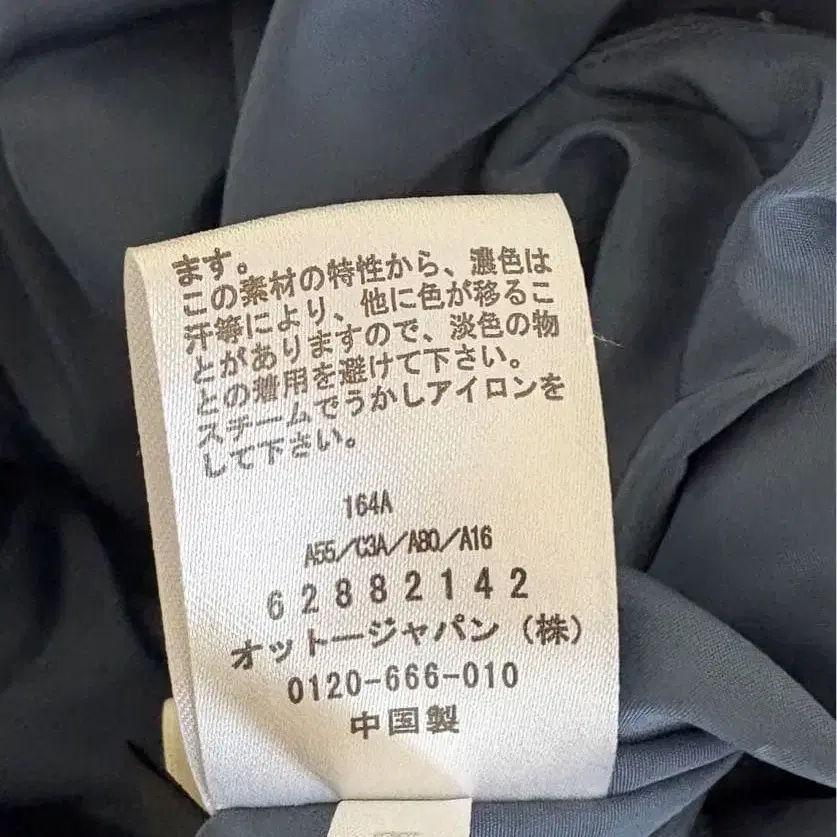 ます。
この素材の特性から、濃色は
汗等により、他に色が移るこ
とがありますので、淡色の物
との着用を避けて下さい。
スチームでうかしアイロンを
して下さい。
164A
A55/C3A/A80/A16
62882142
オットージャパン（株）
0120-666-010
中国製